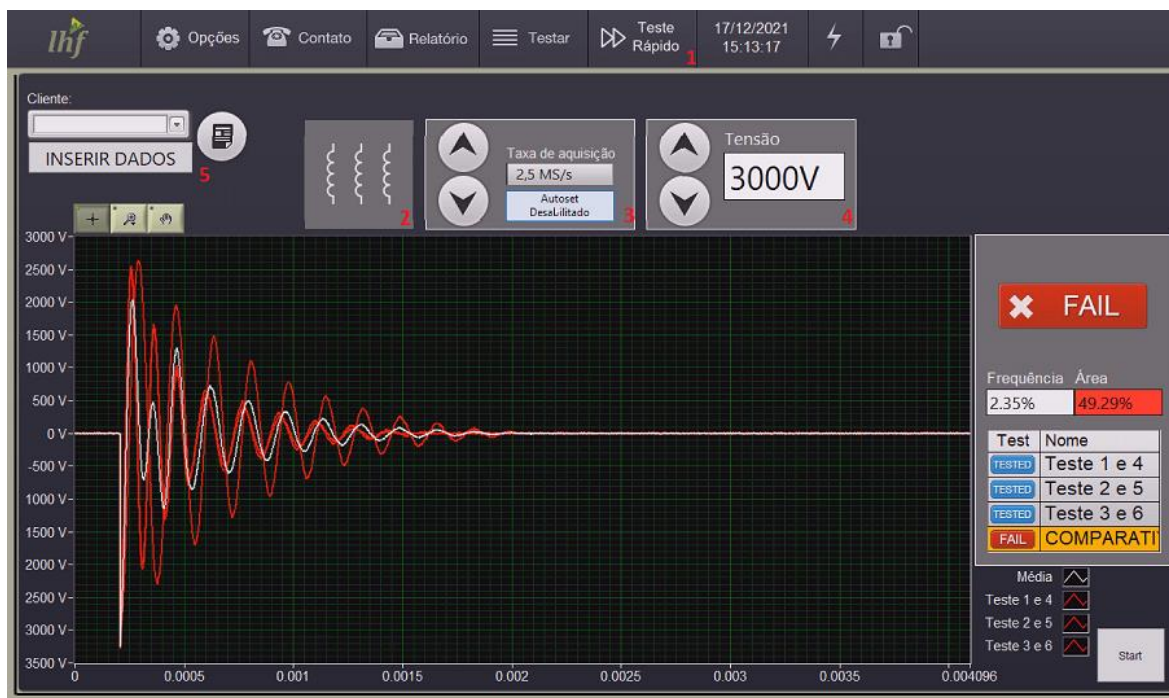 lhf
Opções
Contato
Relatório
Testar
Teste
Rápido
1
17/12/2021
15:13:17
Cliente:
INSERIR DADOS
5
2
Taxa de aquisição
2,5 MS/s
Autoset
3
Tensão
3000V
4
3000 V
2500 V
2000 V
1500 V
1000 V
500 V
0 V
-500 V
1000 V
1500 V
2000 V
2500 V
3000 V
3500 V
0
0.0005
0.001
0.0015
0.002
0.0025
0.003
0.0035
0.004096
FAIL
Frequência Área
2.35% 49.29%
Test Nome
TESTED Teste 1 e 4
TESTED Teste 2 e 5
TESTED Teste 3 e 6
FAIL COMPARATI
Média
Teste 1 e 4
Teste 2 e 5
Teste 3 e 6
Start